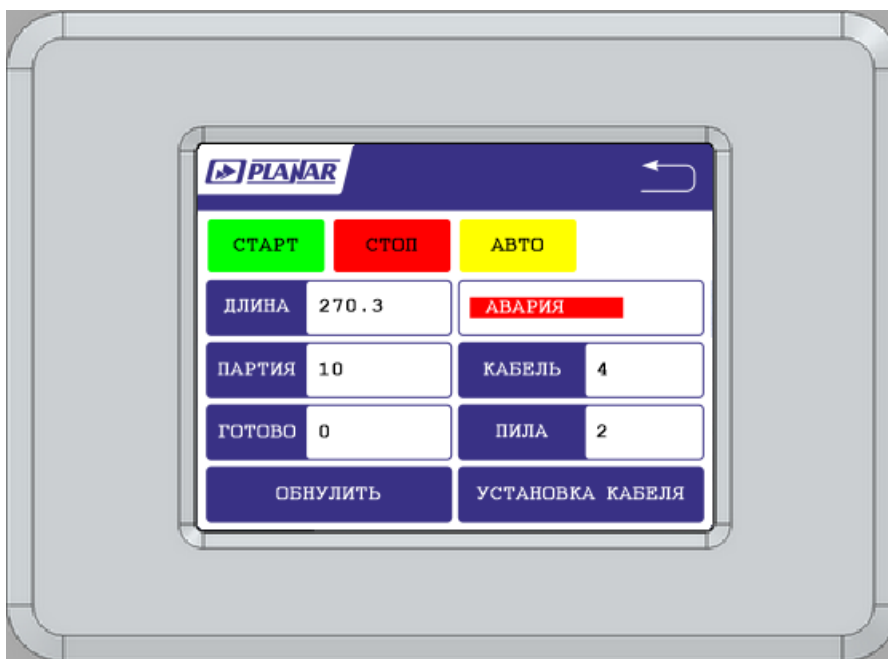 PLANAR
СТАРТ СТОП АВТО
ДЛИНА 270.3 АВАРИЯ
ПАРТИЯ 10 КАБЕЛЬ 4
ГОТОВО 0 ПИЛА 2
ОБНУЛИТЬ УСТАНОВКА КАБЕЛЯ